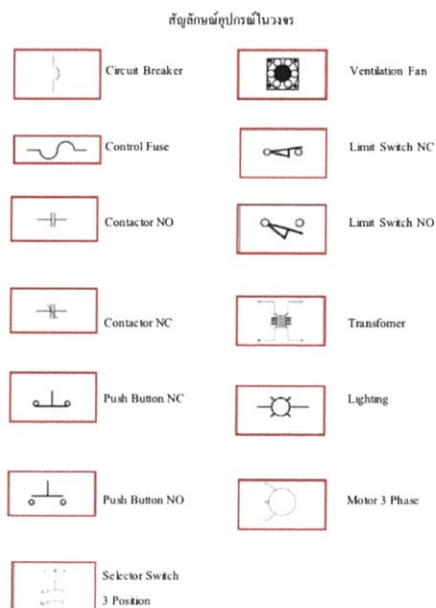 สัญลักษณ์อุปกรณ์ในวงจร
Circuit Breaker
Ventilation Fan
Control Fuse
Limit Switch NC
Contactor NO
Limit Switch NO
Contactor NC
Transfomer
Push Button NC
Lighting
Push Button NO
Motor 3 Phase
Selector Switch
3 Position